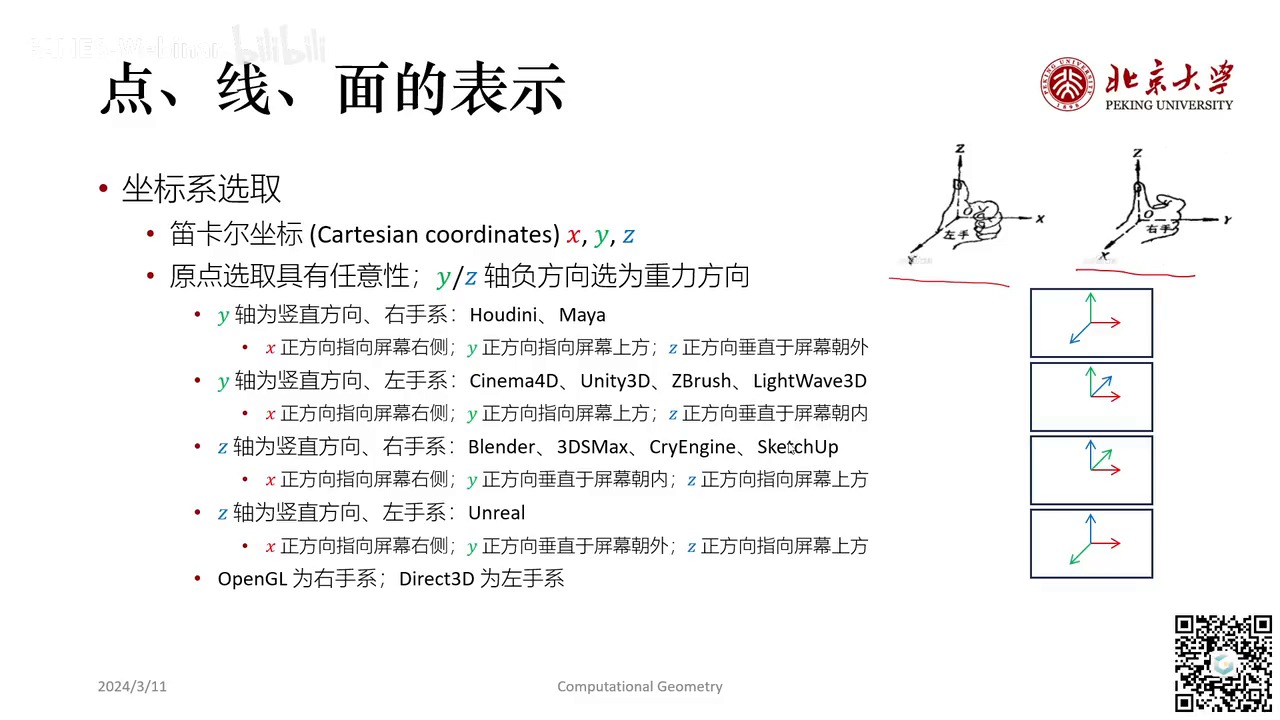 bilibili
点、线、面的表示
北京大学
PEKING UNIVERSITY
PEKING UNIVERSITY
1898
• 坐标系选取
• 笛卡尔坐标 (Cartesian coordinates) x, y, z
• 原点选取具有任意性；y/z 轴负方向选为重力方向
• y 轴为竖直方向、右手系：Houdini、Maya
• x 正方向指向屏幕右侧；y 正方向指向屏幕上方；z 正方向垂直于屏幕朝外
• y 轴为竖直方向、左手系：Cinema4D、Unity3D、ZBrush、LightWave3D
• x 正方向指向屏幕右侧；y 正方向指向屏幕上方；z 正方向垂直于屏幕朝内
• z 轴为竖直方向、右手系：Blender、3DSMax、CryEngine、SketchUp
• x 正方向指向屏幕右侧；y 正方向垂直于屏幕朝内；z 正方向指向屏幕上方
• z 轴为竖直方向、左手系：Unreal
• x 正方向指向屏幕右侧；y 正方向垂直于屏幕朝外；z 正方向指向屏幕上方
• OpenGL 为右手系；Direct3D 为左手系
Z
X
Y
O
左手
Z
Y
X
O
右手
2024/3/11
Computational Geometry